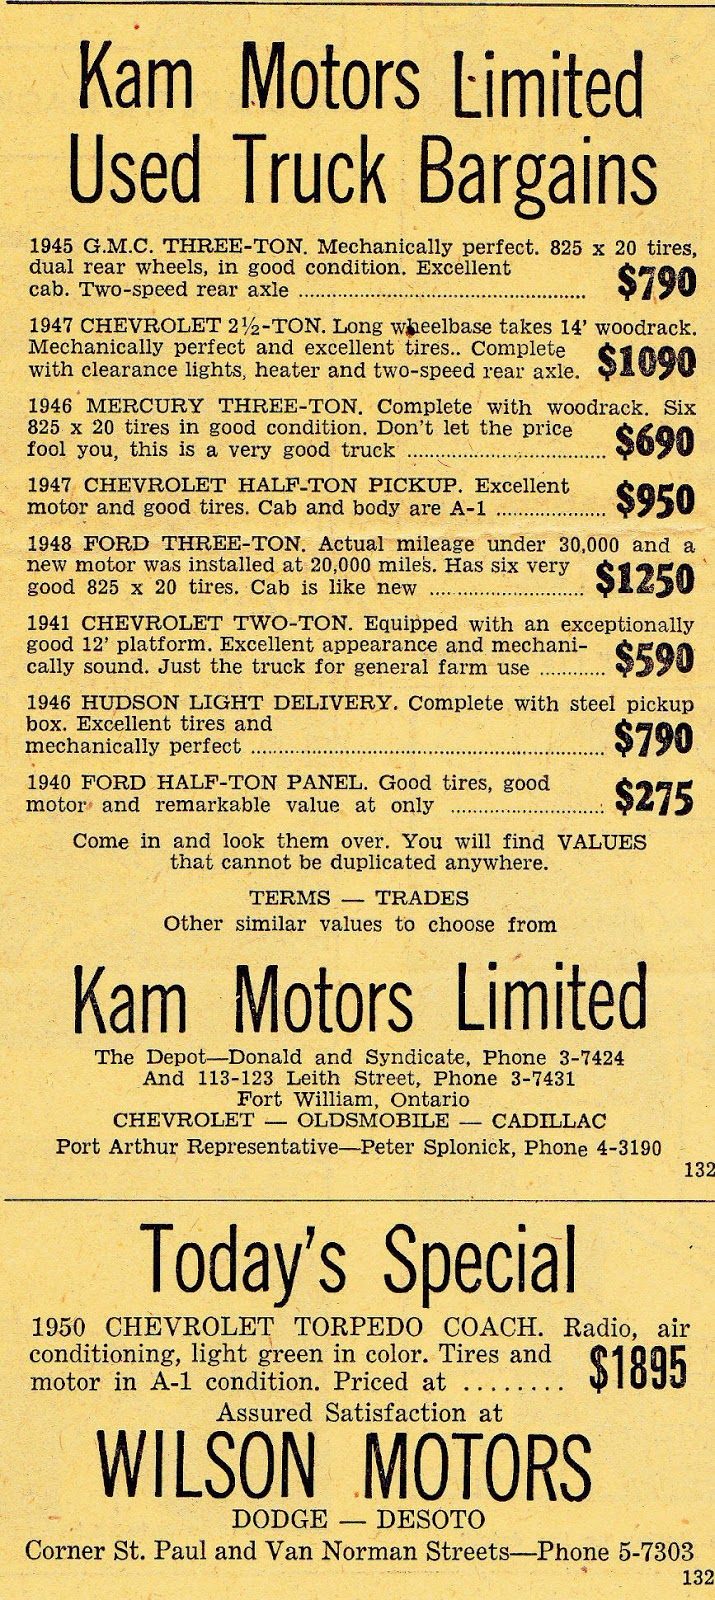 Kam Motors Limited
Used Truck Bargains
1945 G.M.C. THREE-TON. Mechanically perfect. 825 x 20 tires,
dual rear wheels, in good condition. Excellent
cab. Two-speed rear axle ............................................ $790
1947 CHEVROLET 2½-TON. Long wheelbase takes 14' woodrack.
Mechanically perfect and excellent tires.. Complete
with clearance lights, heater and two-speed rear axle. $1090
1946 MERCURY THREE-TON. Complete with woodrack. Six
825 x 20 tires in good condition. Don't let the price
fool you, this is a very good truck ............................... $690
1947 CHEVROLET HALF-TON PICKUP. Excellent
motor and good tires. Cab and body are A-1 ................. $950
1948 FORD THREE-TON. Actual mileage under 30,000 and a
new motor was installed at 20,000 miles. Has six very
good 825 x 20 tires. Cab is like new ........................ $1250
1941 CHEVROLET TWO-TON. Equipped with an exceptionally
good 12' platform. Excellent appearance and mechani-
cally sound. Just the truck for general farm use .......... $590
1946 HUDSON LIGHT DELIVERY. Complete with steel pickup
box. Excellent tires and
mechanically perfect ...................................................... $790
1940 FORD HALF-TON PANEL. Good tires, good
motor and remarkable value at only ........................ $275
Come in and look them over. You will find VALUES
that cannot be duplicated anywhere.
TERMS — TRADES
Other similar values to choose from
Kam Motors Limited
The Depot—Donald and Syndicate, Phone 3-7424
And 113-123 Leith Street, Phone 3-7431
Fort William, Ontario
CHEVROLET — OLDSMOBILE — CADILLAC
Port Arthur Representative—Peter Splonick, Phone 4-3190
132
Today's Special
1950 CHEVROLET TORPEDO COACH. Radio, air
conditioning, light green in color. Tires and
motor in A-1 condition. Priced at ........ $1895
Assured Satisfaction at
WILSON MOTORS
DODGE — DESOTO
Corner St. Paul and Van Norman Streets—Phone 5-7303
132